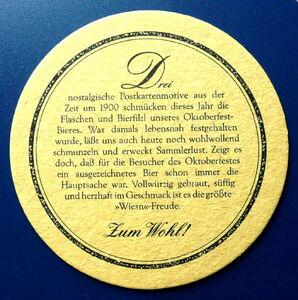 Drei
nostalgische Postkartenmotive aus der
Zeit um 1900 schmücken dieses Jahr die
Flaschen und Bierfilzl unseres Oktoberfest-
Bieres. Was damals lebensnah festgehalten
wurde, läßt uns auch heute noch wohlwollend
schmunzeln und erweckt Sammlerlust. Zeigt es
doch, daß für die Besucher des Oktoberfestes
ein ausgezeichnetes Bier schon immer die
Hauptsache war. Vollwürzig gebraut, süffig
und herzhaft im Geschmack ist es die größte
»Wiesn«-Freude.
Zum Wohl!